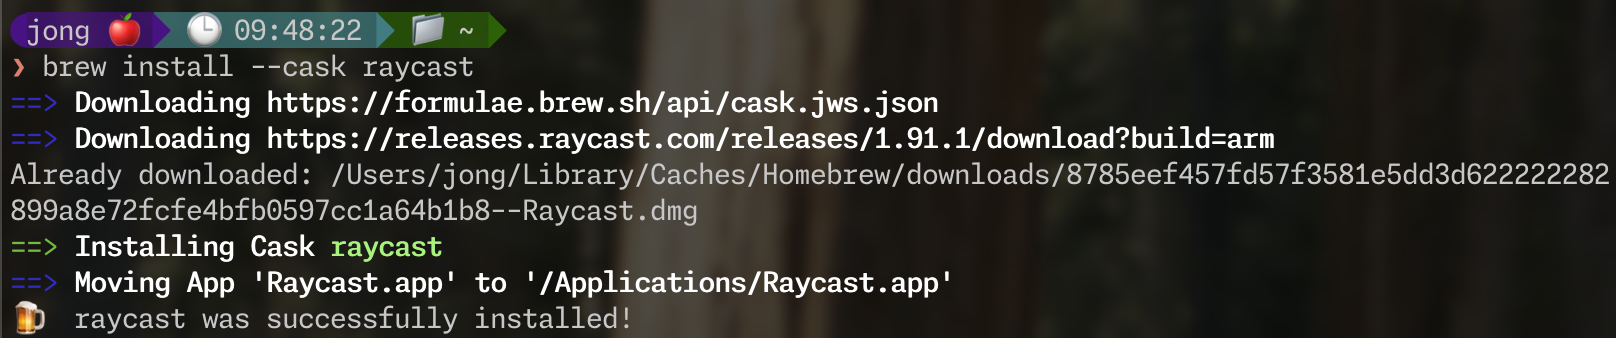 jong 🍎 🕒 09:48:22 📁 ~
❯ brew install --cask raycast
==> Downloading https://formulae.brew.sh/api/cask.jws.json
==> Downloading https://releases.raycast.com/releases/1.91.1/download?build=arm
Already downloaded: /Users/jong/Library/Caches/Homebrew/downloads/8785eef457fd57f3581e5dd3d622222282
899a8e72fcfe4bfb0597cc1a64b1b8--Raycast.dmg
==> Installing Cask raycast
==> Moving App 'Raycast.app' to '/Applications/Raycast.app'
🍺 raycast was successfully installed!